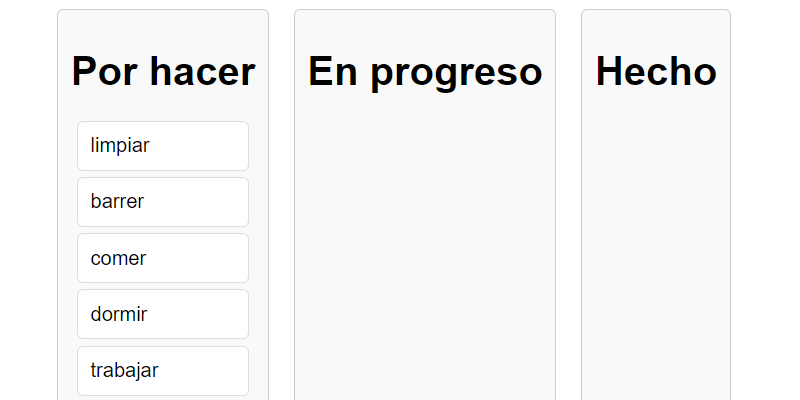 Por hacer
limpiar
barrer
comer
dormir
trabajar
En progreso
Hecho